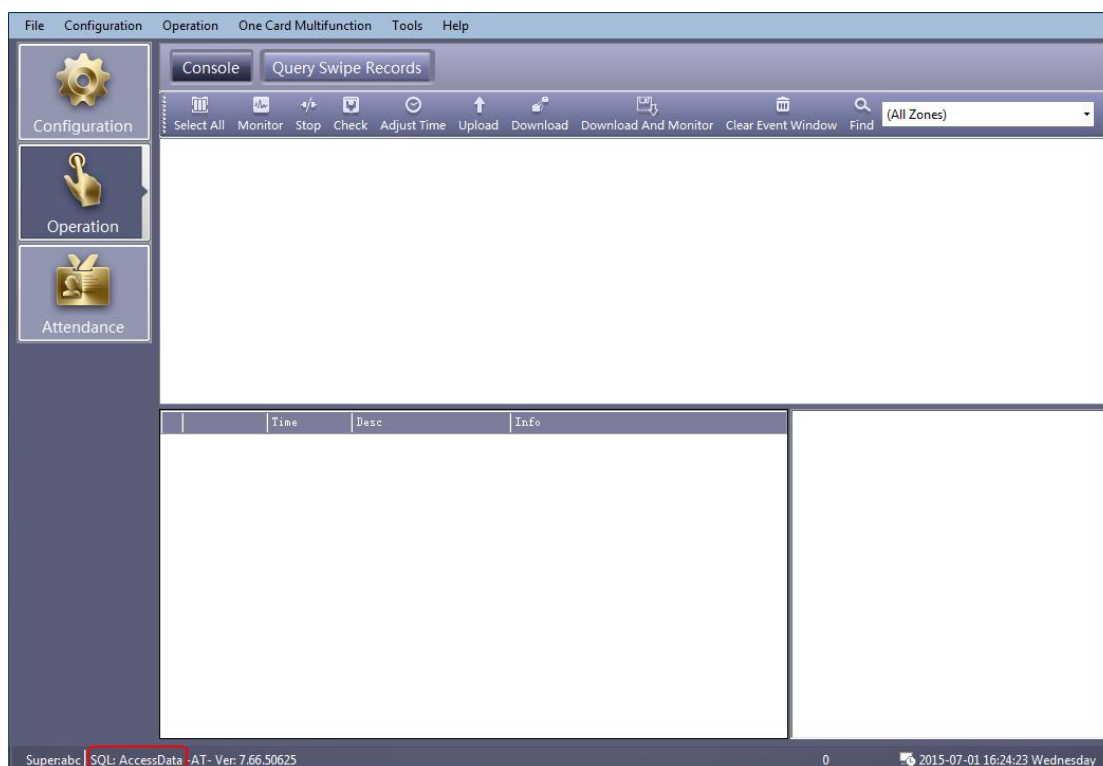 File Configuration Operation One Card Multifunction Tools Help
Console Query Swipe Records
Select All Monitor Stop Check Adjust Time Upload Download Download And Monitor Clear Event Window Find (All Zones)
Configuration
Operation
Attendance
Time Desc Info
Super:abc SQL: AccessData -AT- Ver: 7.66.50625 0 2015-07-01 16:24:23 Wednesday